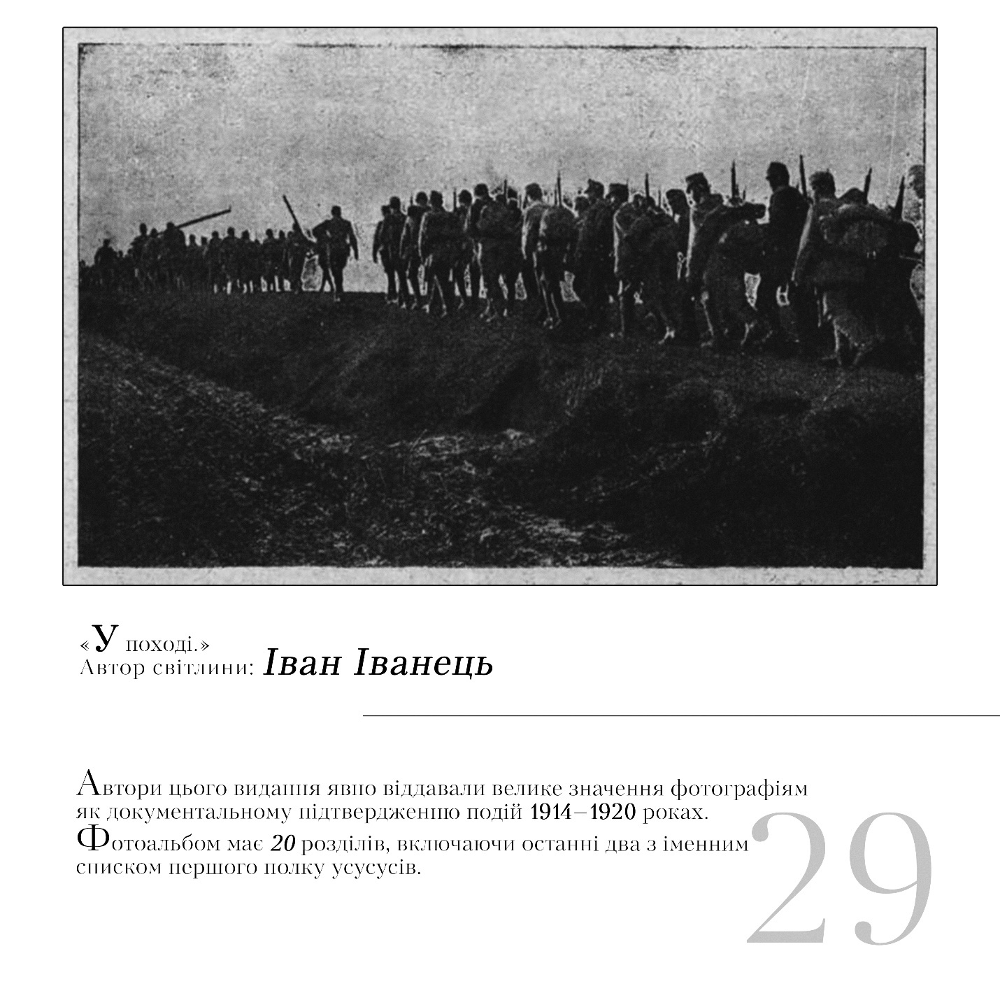 «У поході.»
Автор світлини: Іван Іванець
Автори цього видання явно віддавали велике значення фотографіям
як документальному підтвердженню подій 1914–1920 роках.
Фотоальбом має 20 розділів, включаючи останні два з іменним
списком першого полку усусусів.
29